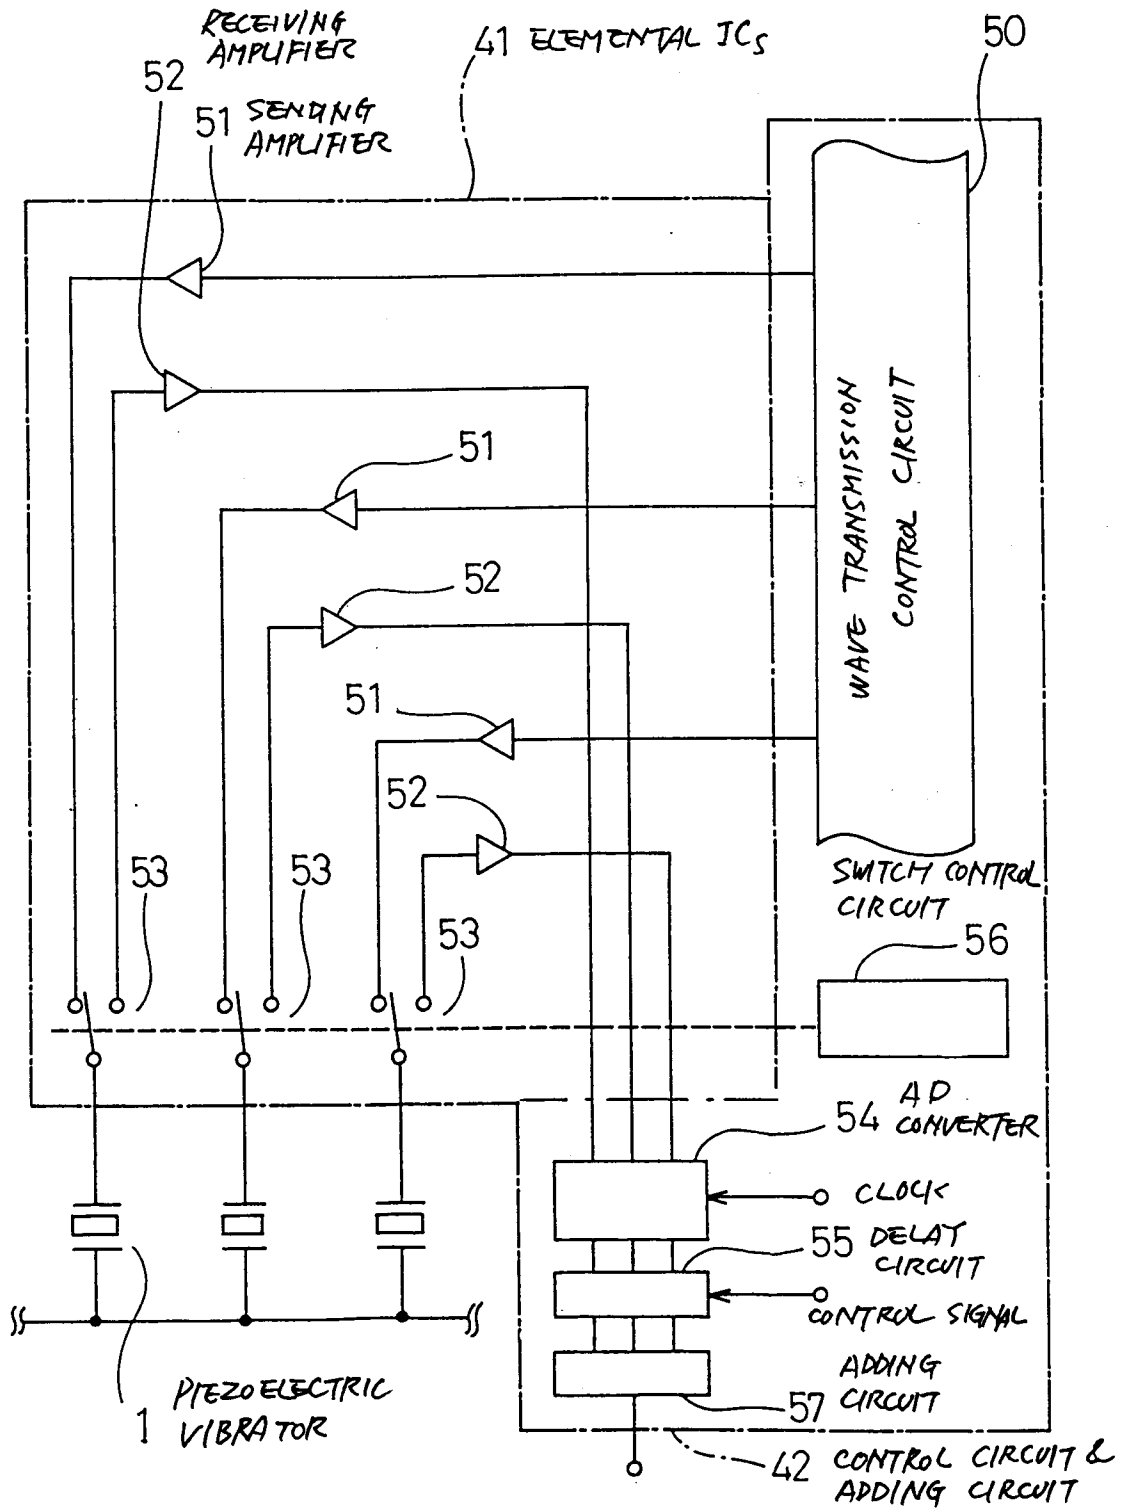 RECEIVING
AMPLIFIER
52
51 SENDING
AMPLIFIER
41 ELEMENTAL ICs
50
WAVE TRANSMISSION
CONTROL CIRCUIT
51
52
51
52
53
53
53
SWITCH CONTROL
CIRCUIT
56
54 AD
CONVERTER
CLOCK
55 DELAY
CIRCUIT
CONTROL SIGNAL
ADDING
CIRCUIT
57
1 PIEZOELECTRIC
VIBRATOR
42 CONTROL CIRCUIT &
ADDING CIRCUIT